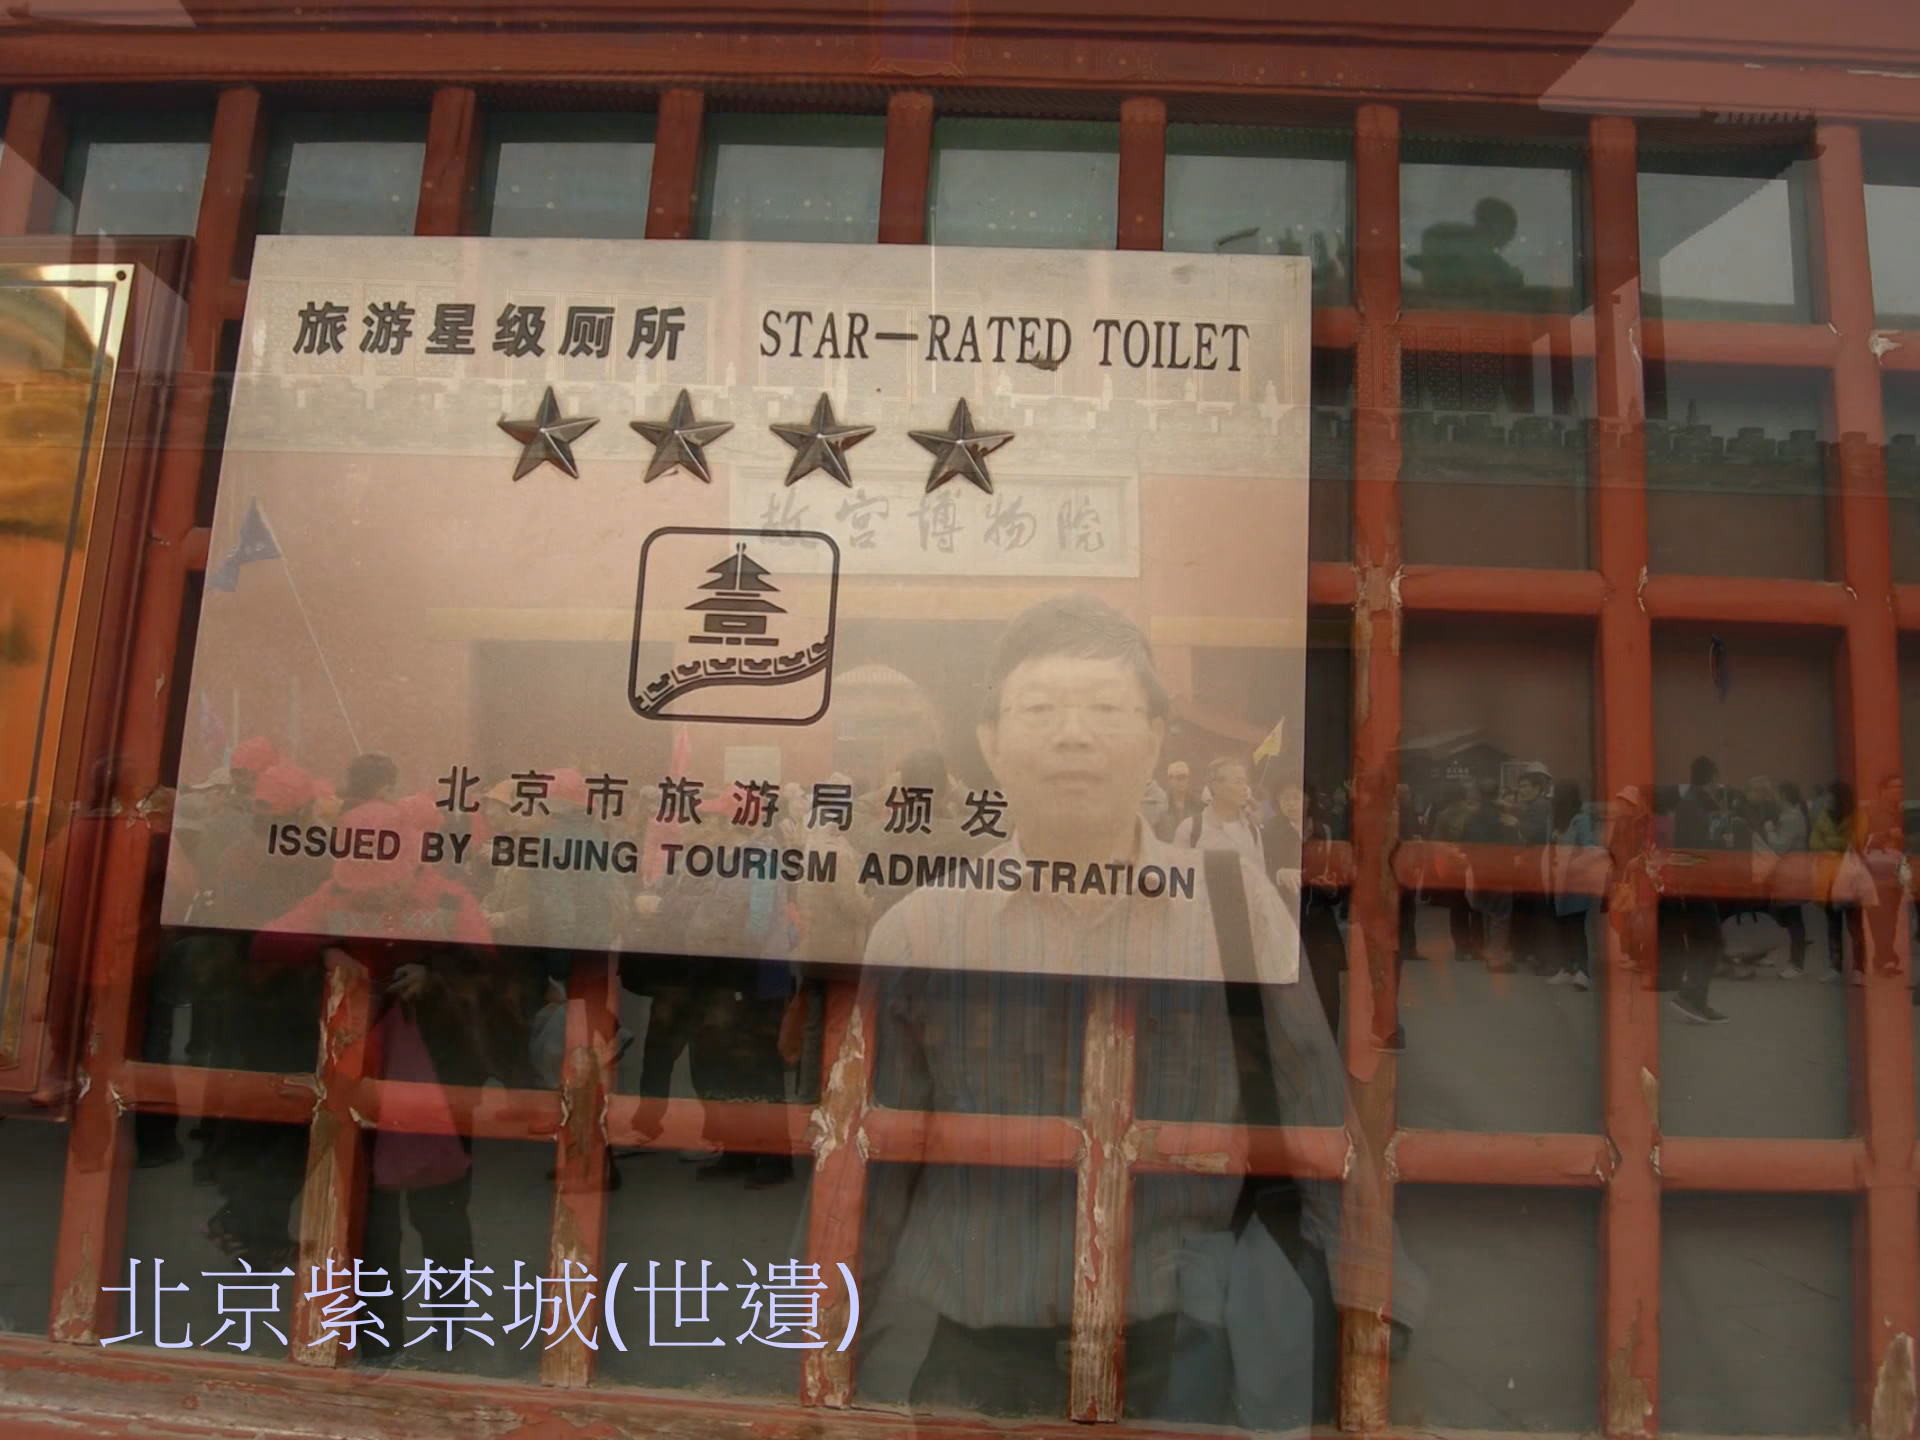 旅游星级厕所 STAR—RATED TOILET
故宫博物院
北京市旅游局颁发
ISSUED BY BEIJING TOURISM ADMINISTRATION
北京紫禁城(世遺)